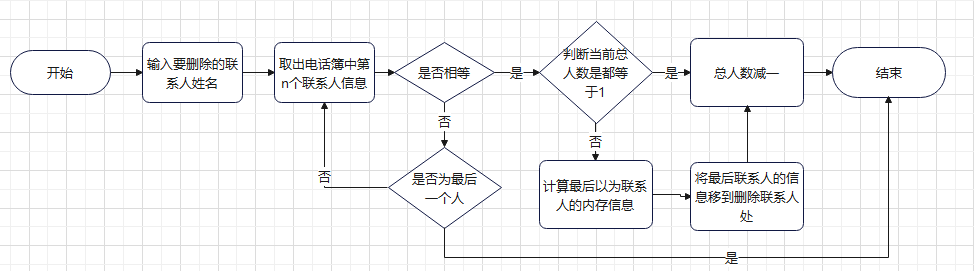 开始
输入要删除的联
系人姓名
取出电话簿中第
n个联系人信息
是否相等
是
判断当前总
人数是都等
于1
是
总人数减一
结束
否
否
是否为最后
一个人
否
计算最后以为联系
人的内存信息
将最后联系人的信
息移到删除联系人
处
是